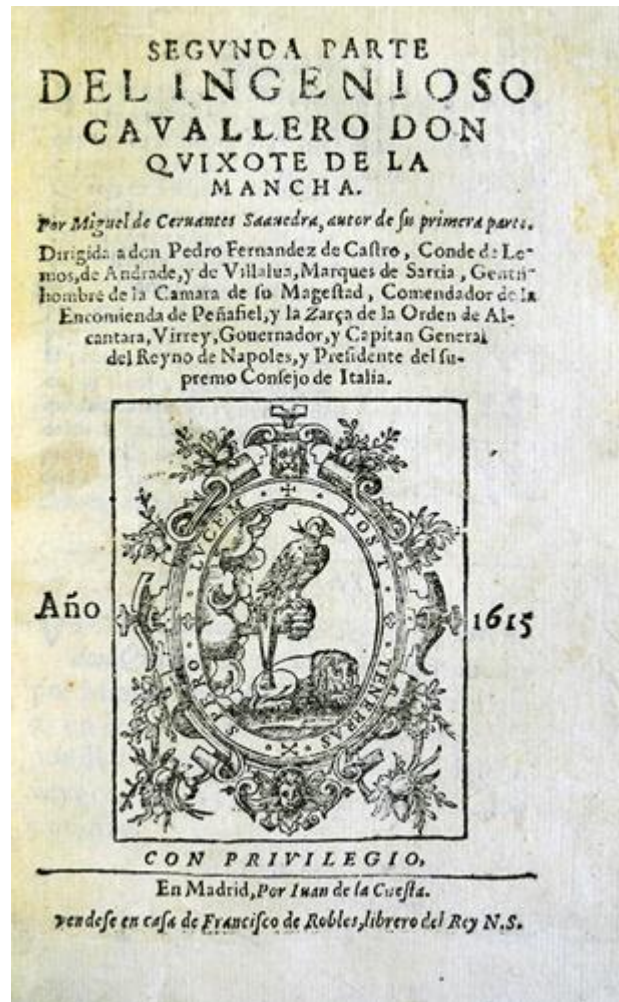 SEGVNDA PARTE
DEL INGENIOSO
CAVALLERO DON
QVIXOTE DE LA
MANCHA.
Por Miguel de Ceruantes Saauedra, autor de ſu primera parte.
Dirigida a don Pedro Fernandez de Caſtro, Conde de Le-
mos, de Andrade, y de Villalua, Marques de Sarria, Gentil-
hombre de la Camara de ſu Mageſtad, Comendador de la
Encomienda de Peñafiel, y la Zarça de la Orden de Al-
cantara, Virrey, Gouernador, y Capitan General
del Reyno de Napoles, y Preſidente del ſu-
premo Conſejo de Italia.
SPERO LVCEM POST TENEBRAS
Año 1615
CON PRIVILEGIO,
En Madrid, Por Iuan de la Cueſta.
vendeſe en caſa de Franciſco de Robles, librero del Rey N.S.